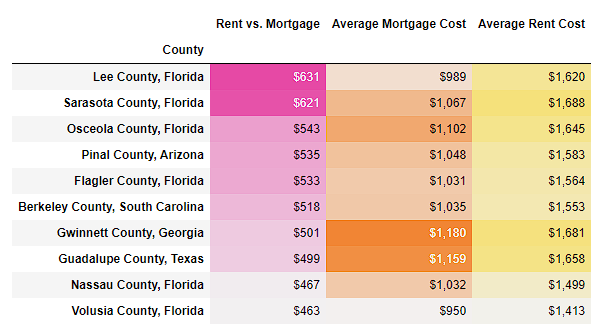 Rent vs. Mortgage Average Mortgage Cost Average Rent Cost
County
Lee County, Florida $631 $989 $1,620
Sarasota County, Florida $621 $1,067 $1,688
Osceola County, Florida $543 $1,102 $1,645
Pinal County, Arizona $535 $1,048 $1,583
Flagler County, Florida $533 $1,031 $1,564
Berkeley County, South Carolina $518 $1,035 $1,553
Gwinnett County, Georgia $501 $1,180 $1,681
Guadalupe County, Texas $499 $1,159 $1,658
Nassau County, Florida $467 $1,032 $1,499
Volusia County, Florida $463 $950 $1,413